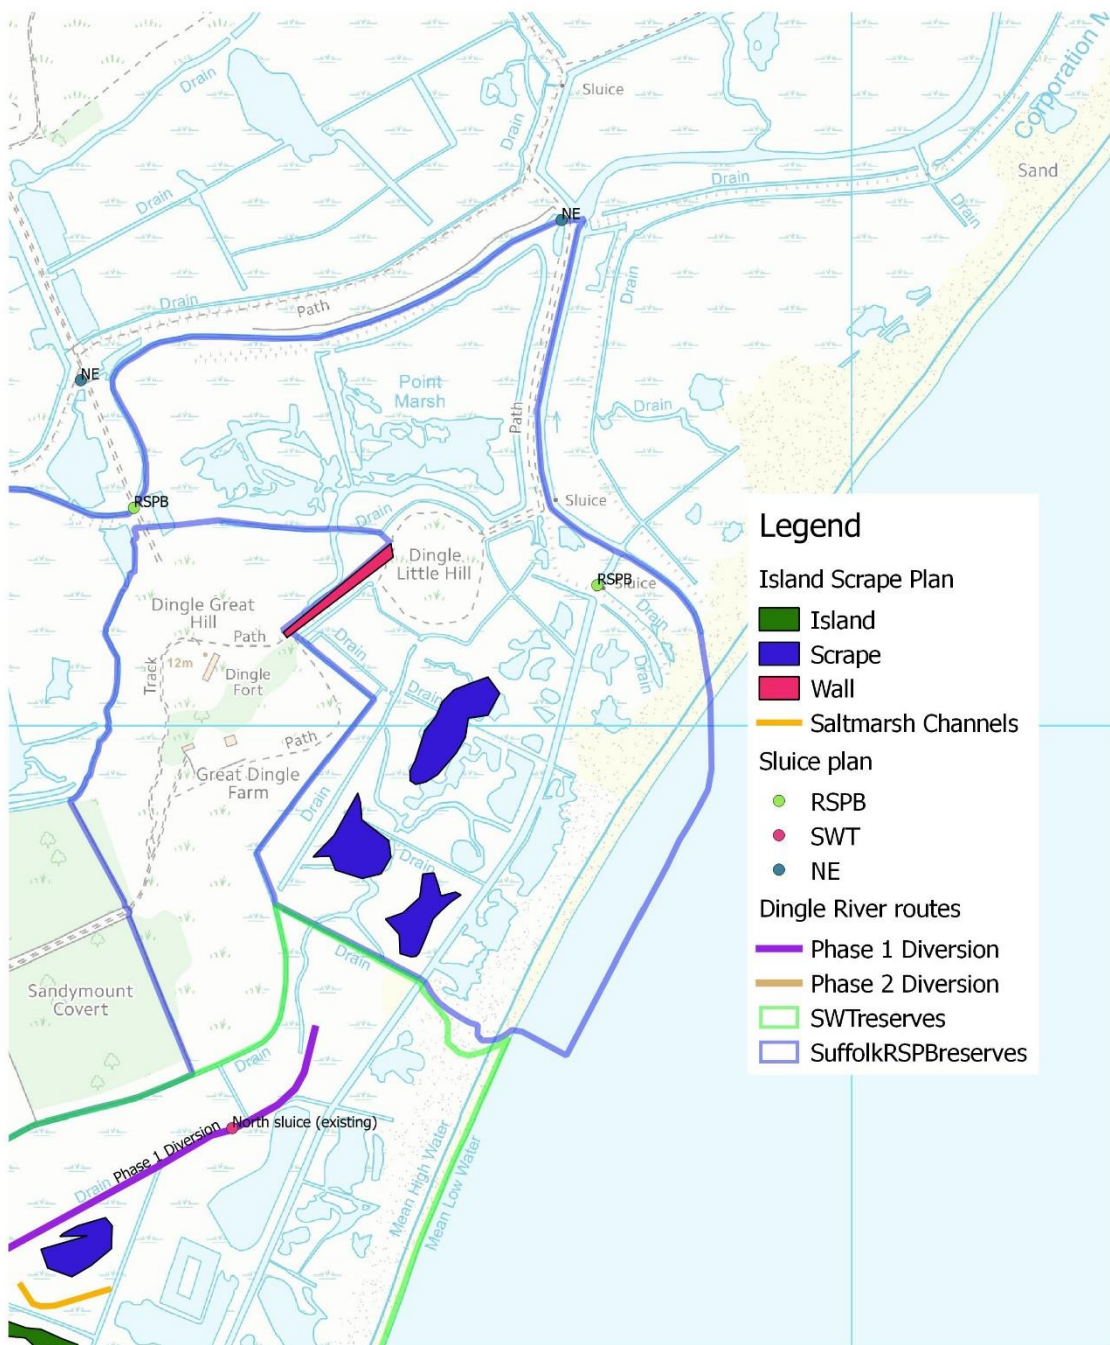 Drain
Sluice
Drain
Corporation M
Sand
Drain
Drain
Drain
NE
Drain
Drain
Path
NE
Point
Marsh
Path
Drain
RSPB
Drain
Sluice
Dingle
Little Hill
RSPB
Sluice
Dingle Great
Hill
Path
Drain
Drain
Drain
Track
12m
Dingle
Fort
Drain
Path
Great Dingle
Farm
Drain
Drain
Drain
Sandymount
Covert
Drain
North sluice (existing)
Phase 1 Diversion
Drain
Mean High Water
Mean Low Water
Legend
Island Scrape Plan
Island
Scrape
Wall
Saltmarsh Channels
Sluice plan
RSPB
SWT
NE
Dingle River routes
Phase 1 Diversion
Phase 2 Diversion
SWTreserves
SuffolkRSPBreserves